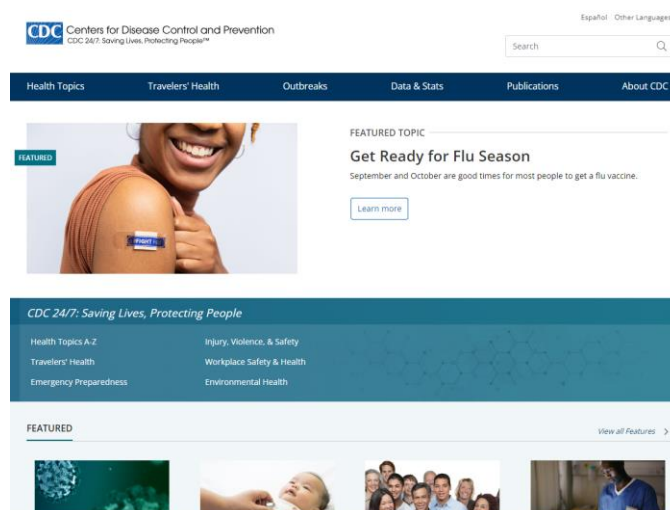 Español Other Languages
CDC Centers for Disease Control and Prevention
CDC 24/7: Saving Lives, Protecting People™
Search
Health Topics Travelers' Health Outbreaks Data & Stats Publications About CDC
FEATURED TOPIC
FEATURED
Get Ready for Flu Season
September and October are good times for most people to get a flu vaccine.
Learn more
FIGHT
CDC 24/7: Saving Lives, Protecting People
Health Topics A-Z Injury, Violence, & Safety
Travelers' Health Workplace Safety & Health
Emergency Preparedness Environmental Health
FEATURED View all Features